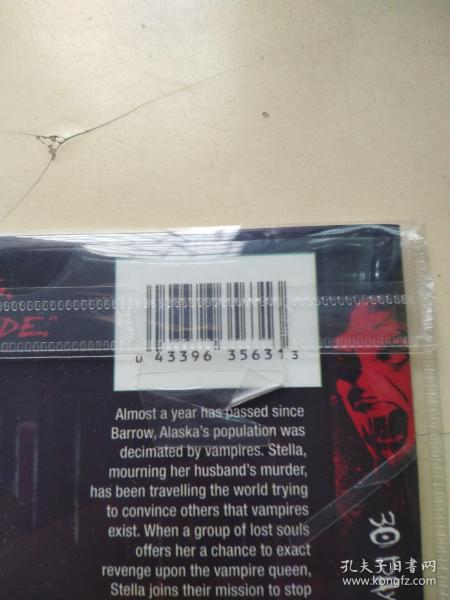 DE."
0 43396 35631 3
Almost a year has passed since
Barrow, Alaska's population was
decimated by vampires. Stella,
mourning her husband's murder,
has been travelling the world trying
to convince others that vampires
exist. When a group of lost souls
offers her a chance to exact
revenge upon the vampire queen,
Stella joins their mission to stop
30
孔夫子旧书网
www.kongfz.com